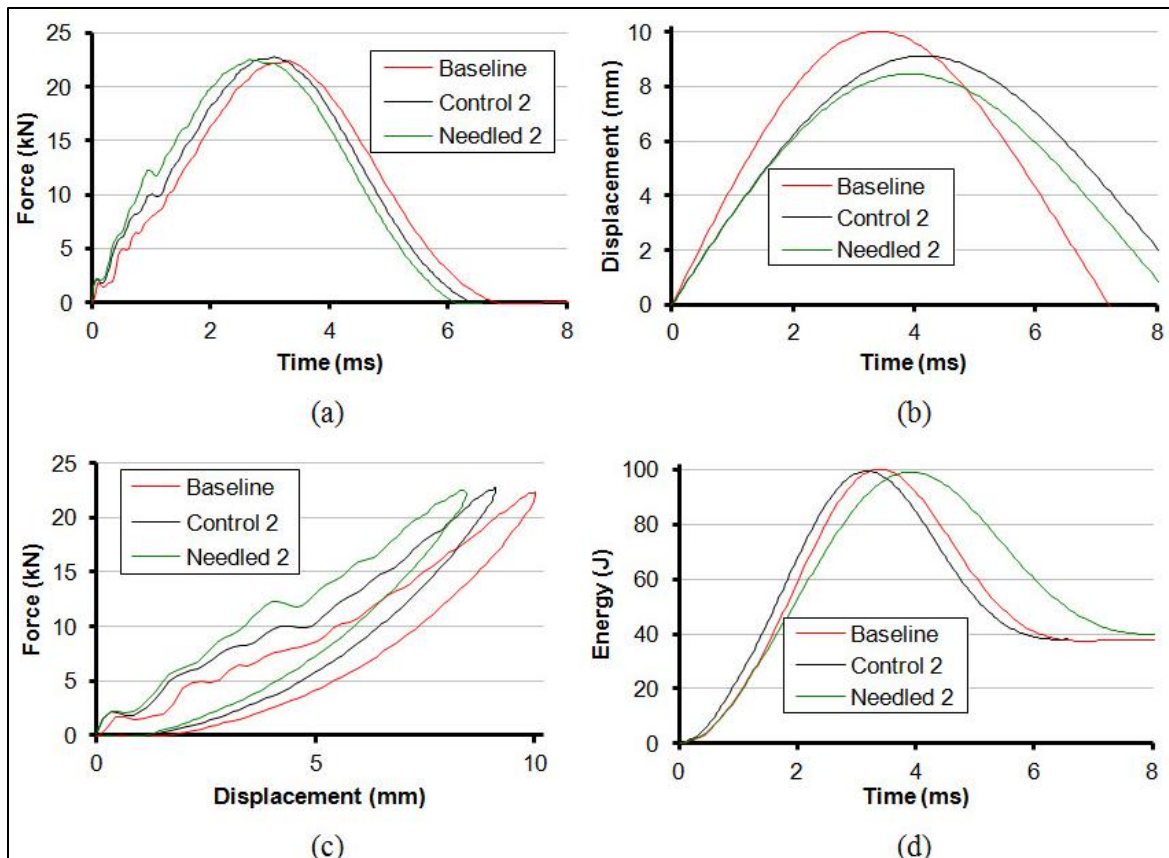 25
20
15
10
5
0
Force (kN)
Baseline
Control 2
Needled 2
0 2 4 6 8
Time (ms)
(a)
10
8
6
4
2
0
Displacement (mm)
Baseline
Control 2
Needled 2
0 2 4 6 8
Time (ms)
(b)
25
20
15
10
5
0
Force (kN)
Baseline
Control 2
Needled 2
0 5 10
Displacement (mm)
(c)
100
80
60
40
20
0
Energy (J)
Baseline
Control 2
Needled 2
0 2 4 6 8
Time (ms)
(d)